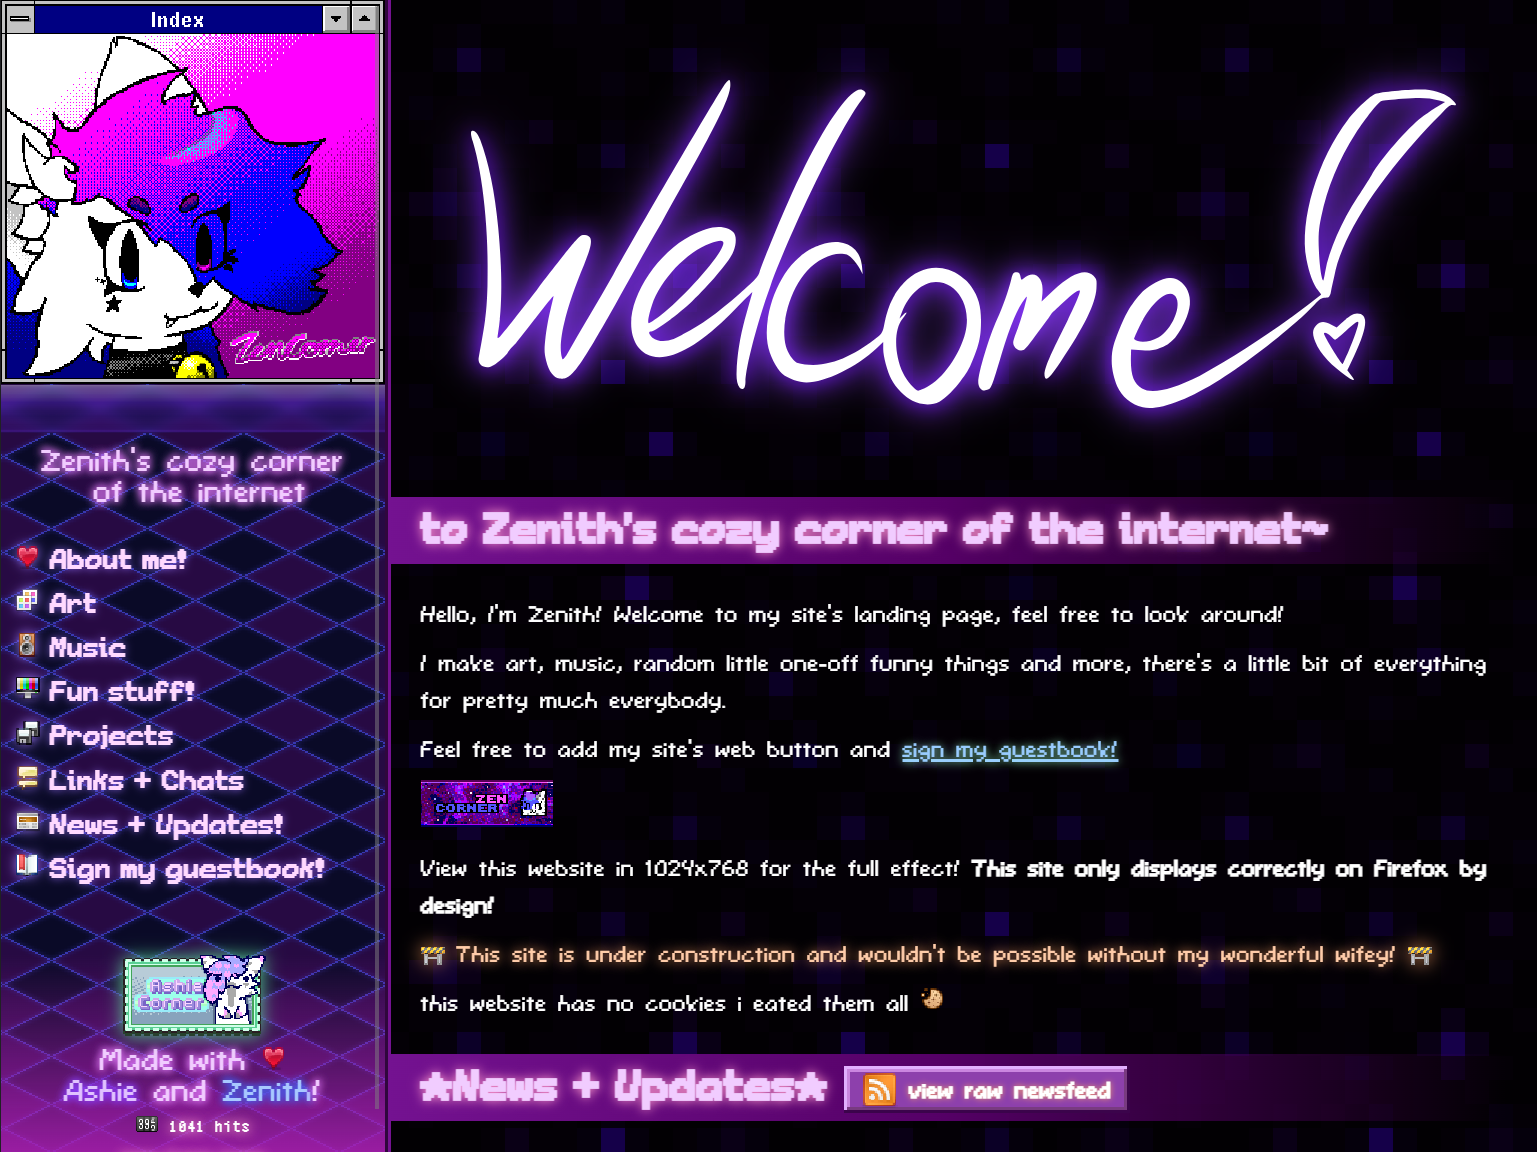 Index
ZenCorner
Zenith's cozy corner
of the internet
About me!
Art
Music
Fun stuff!
Projects
Links + Chats
News + Updates!
Sign my guestbook!
Ashie
Corner
Made with
Ashie and Zenith!
1041 hits
Welcome!
to Zenith's cozy corner of the internet~
Hello, I'm Zenith! Welcome to my site's landing page, feel free to look around!
I make art, music, random little one-off funny things and more, there's a little bit of everything
for pretty much everybody.
Feel free to add my site's web button and sign my guestbook!
ZEN
CORNER!
View this website in 1024x768 for the full effect! This site only displays correctly on Firefox by
design!
This site is under construction and wouldn't be possible without my wonderful wifey!
this website has no cookies i eated them all
★News + Updates★
view raw newsfeed